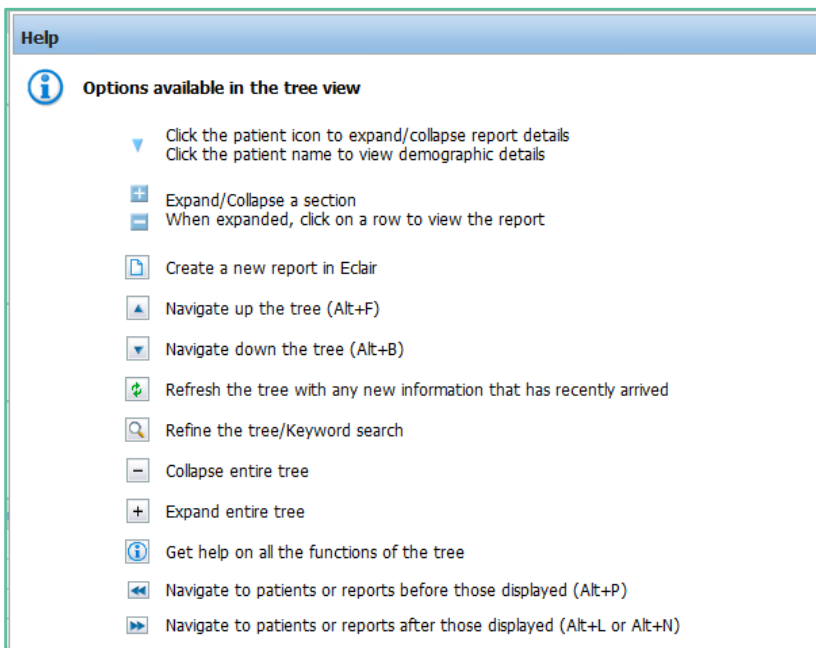 Help
Options available in the tree view
Click the patient icon to expand/collapse report details
Click the patient name to view demographic details
Expand/Collapse a section
When expanded, click on a row to view the report
Create a new report in Eclair
Navigate up the tree (Alt+F)
Navigate down the tree (Alt+B)
Refresh the tree with any new information that has recently arrived
Refine the tree/Keyword search
Collapse entire tree
Expand entire tree
Get help on all the functions of the tree
Navigate to patients or reports before those displayed (Alt+P)
Navigate to patients or reports after those displayed (Alt+L or Alt+N)